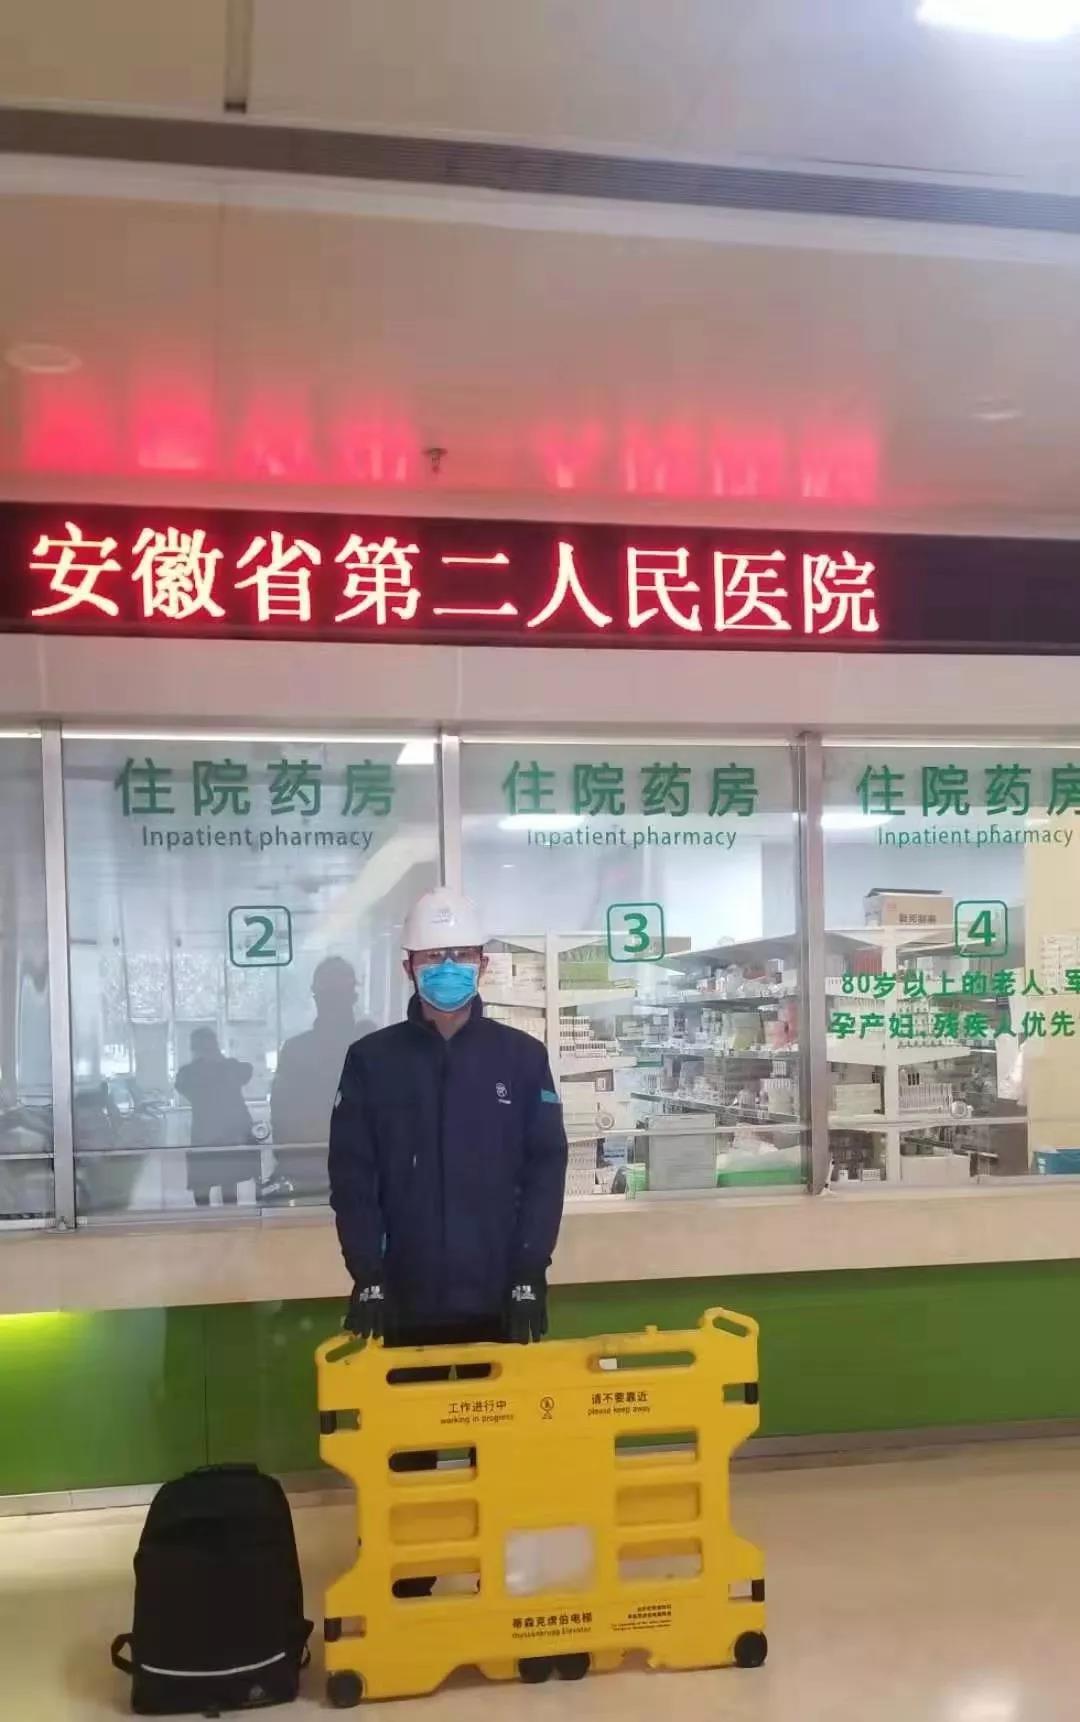 安徽省第二人民医院
住院药房
Inpatient pharmacy
2
住院药房
Inpatient pharmacy
3
住院药房
Inpatient pharmacy
4
80岁以上的老人、军
孕产妇、残疾人优先
工作进行中
working in progress
请不要靠近
please keep away
蒂森克虏伯电梯
thyssenkrupp Elevator